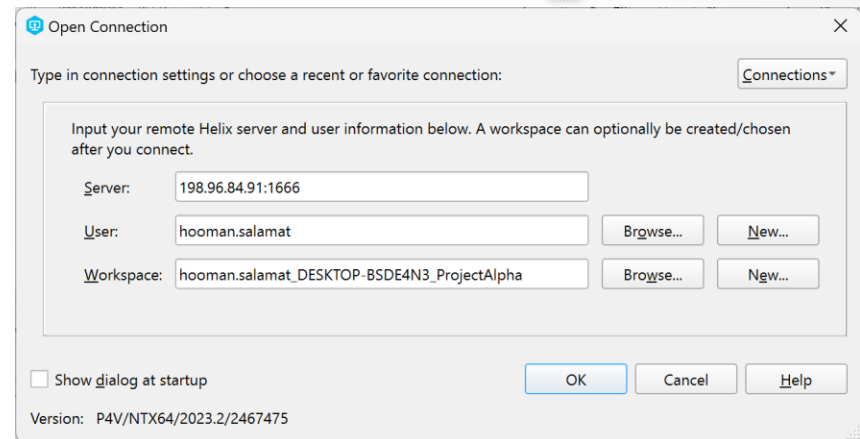 Open Connection
Type in connection settings or choose a recent or favorite connection:
Connections
Input your remote Helix server and user information below. A workspace can optionally be created/chosen
after you connect.
Server: 198.96.84.91:1666
User: hooman.salamat Browse... New...
Workspace: hooman.salamat_DESKTOP-BSDE4N3_ProjectAlpha Browse... New...
Show dialog at startup
OK Cancel Help
Version: P4V/NTX64/2023.2/2467475